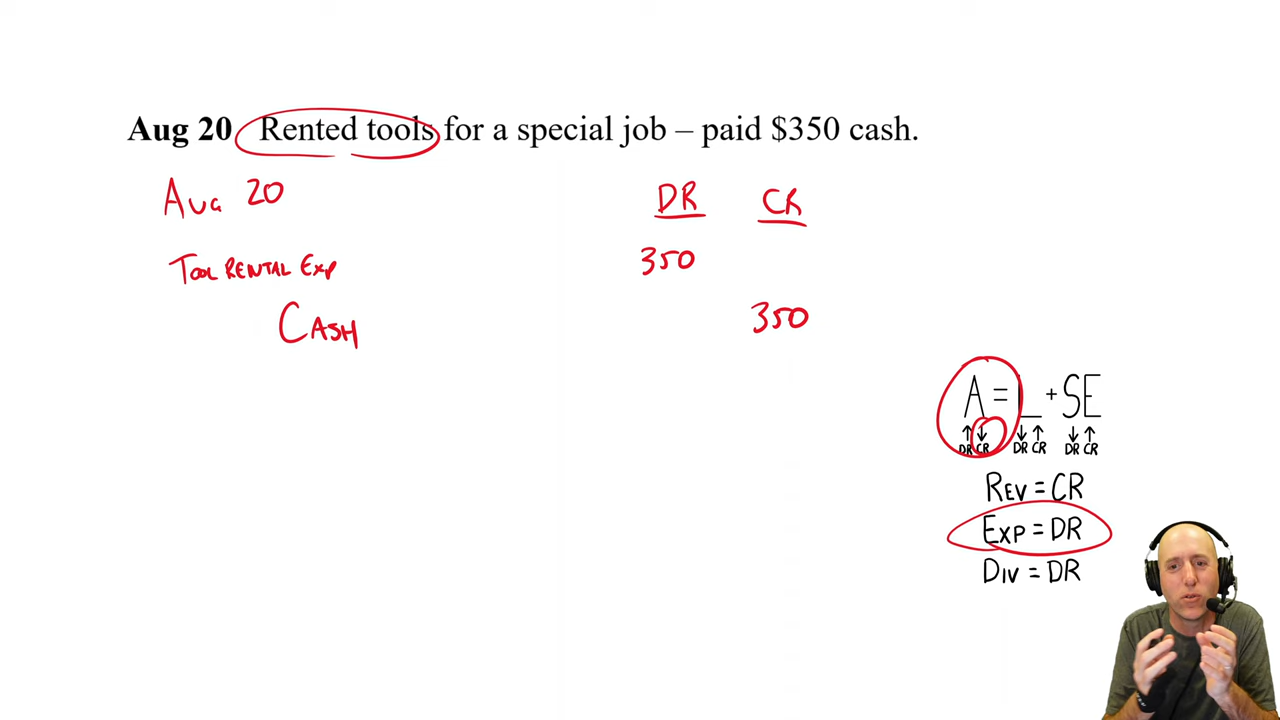 Aug 20 Rented tools for a special job – paid $350 cash.
Aug 20 DR CR
Tool Rental Exp 350
Cash 350
A = L + SE
↑ ↓ ↓ ↑ ↓ ↑
DR CR DR CR DR CR
Rev = CR
Exp = DR
Div = DR